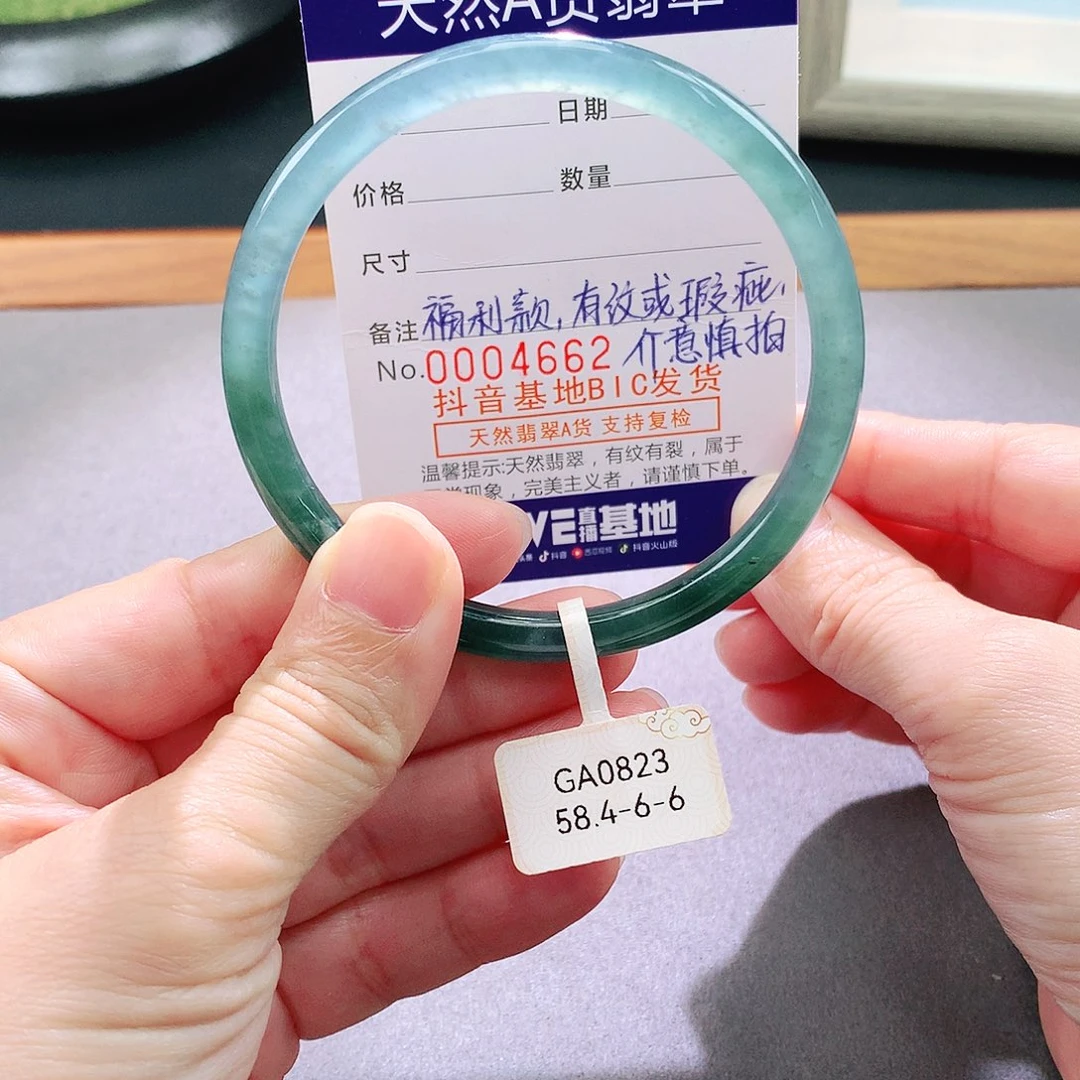 天然A货翡翠
日期
价格 数量
尺寸
备注 福利款,有纹或瑕疵,
介意慎拍
No.0004662
抖音基地BIC发货
天然翡翠A货 支持复检
温馨提示:天然翡翠，有纹有裂，属于
现象，完美主义者，请谨慎下单。
VE直播基地
抖音 抖音火山版
GA0823
58.4-6-6